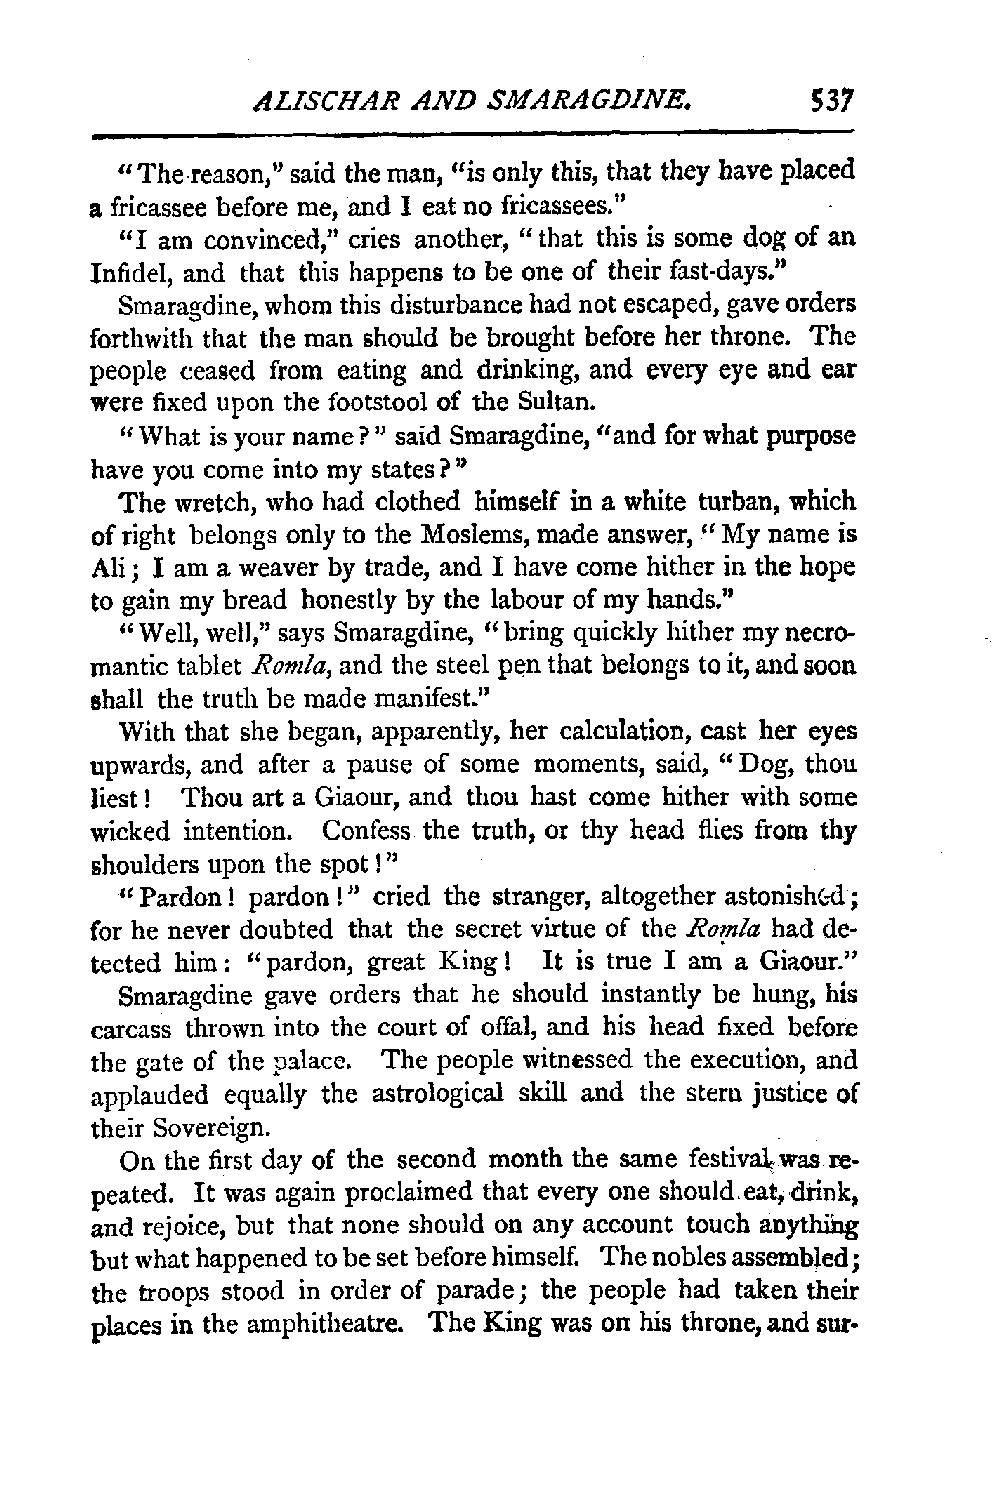 ALISCHAR AND SMARAGDINE. 537
"The reason," said the man, "is only this, that they have placed
a fricassee before me, and I eat no fricassees."
"I am convinced," cries another, "that this is some dog of an
Infidel, and that this happens to be one of their fast-days."
Smaragdine, whom this disturbance had not escaped, gave orders
forthwith that the man should be brought before her throne. The
people ceased from eating and drinking, and every eye and ear
were fixed upon the footstool of the Sultan.
"What is your name?" said Smaragdine, "and for what purpose
have you come into my states?"
The wretch, who had clothed himself in a white turban, which
of right belongs only to the Moslems, made answer, "My name is
Ali; I am a weaver by trade, and I have come hither in the hope
to gain my bread honestly by the labour of my hands."
"Well, well," says Smaragdine, "bring quickly hither my necro-
mantic tablet Romla, and the steel pen that belongs to it, and soon
shall the truth be made manifest."
With that she began, apparently, her calculation, cast her eyes
upwards, and after a pause of some moments, said, "Dog, thou
liest! Thou art a Giaour, and thou hast come hither with some
wicked intention. Confess the truth, or thy head flies from thy
shoulders upon the spot!"
"Pardon! pardon!" cried the stranger, altogether astonished;
for he never doubted that the secret virtue of the Romla had de-
tected him: "pardon, great King! It is true I am a Giaour."
Smaragdine gave orders that he should instantly be hung, his
carcass thrown into the court of offal, and his head fixed before
the gate of the palace. The people witnessed the execution, and
applauded equally the astrological skill and the stern justice of
their Sovereign.
On the first day of the second month the same festival was re-
peated. It was again proclaimed that every one should eat, drink,
and rejoice, but that none should on any account touch anything
but what happened to be set before himself. The nobles assembled;
the troops stood in order of parade; the people had taken their
places in the amphitheatre. The King was on his throne, and sur-